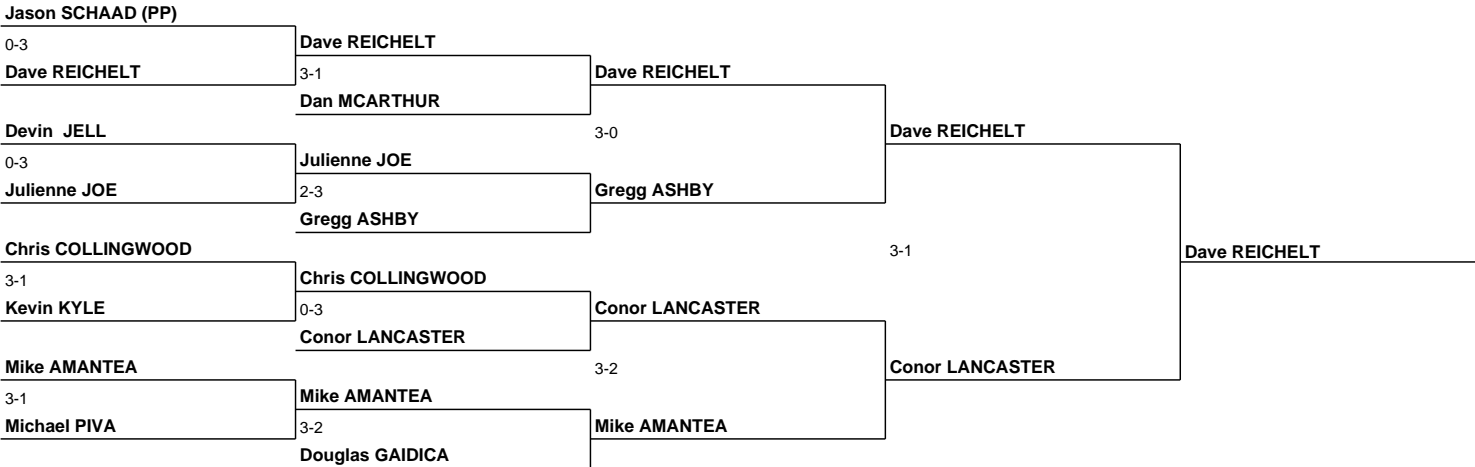 Jason SCHAAD (PP)
0-3
Dave REICHELT
Dave REICHELT
3-1
Dave REICHELT
Dan MCARTHUR
Devin  JELL
3-0
Dave REICHELT
0-3
Julienne JOE
Julienne JOE
2-3
Gregg ASHBY
Gregg ASHBY
Chris COLLINGWOOD
3-1
Dave REICHELT
3-1
Chris COLLINGWOOD
Kevin KYLE
0-3
Conor LANCASTER
Conor LANCASTER
Mike AMANTEA
3-2
Conor LANCASTER
3-1
Mike AMANTEA
Michael PIVA
3-2
Mike AMANTEA
Douglas GAIDICA